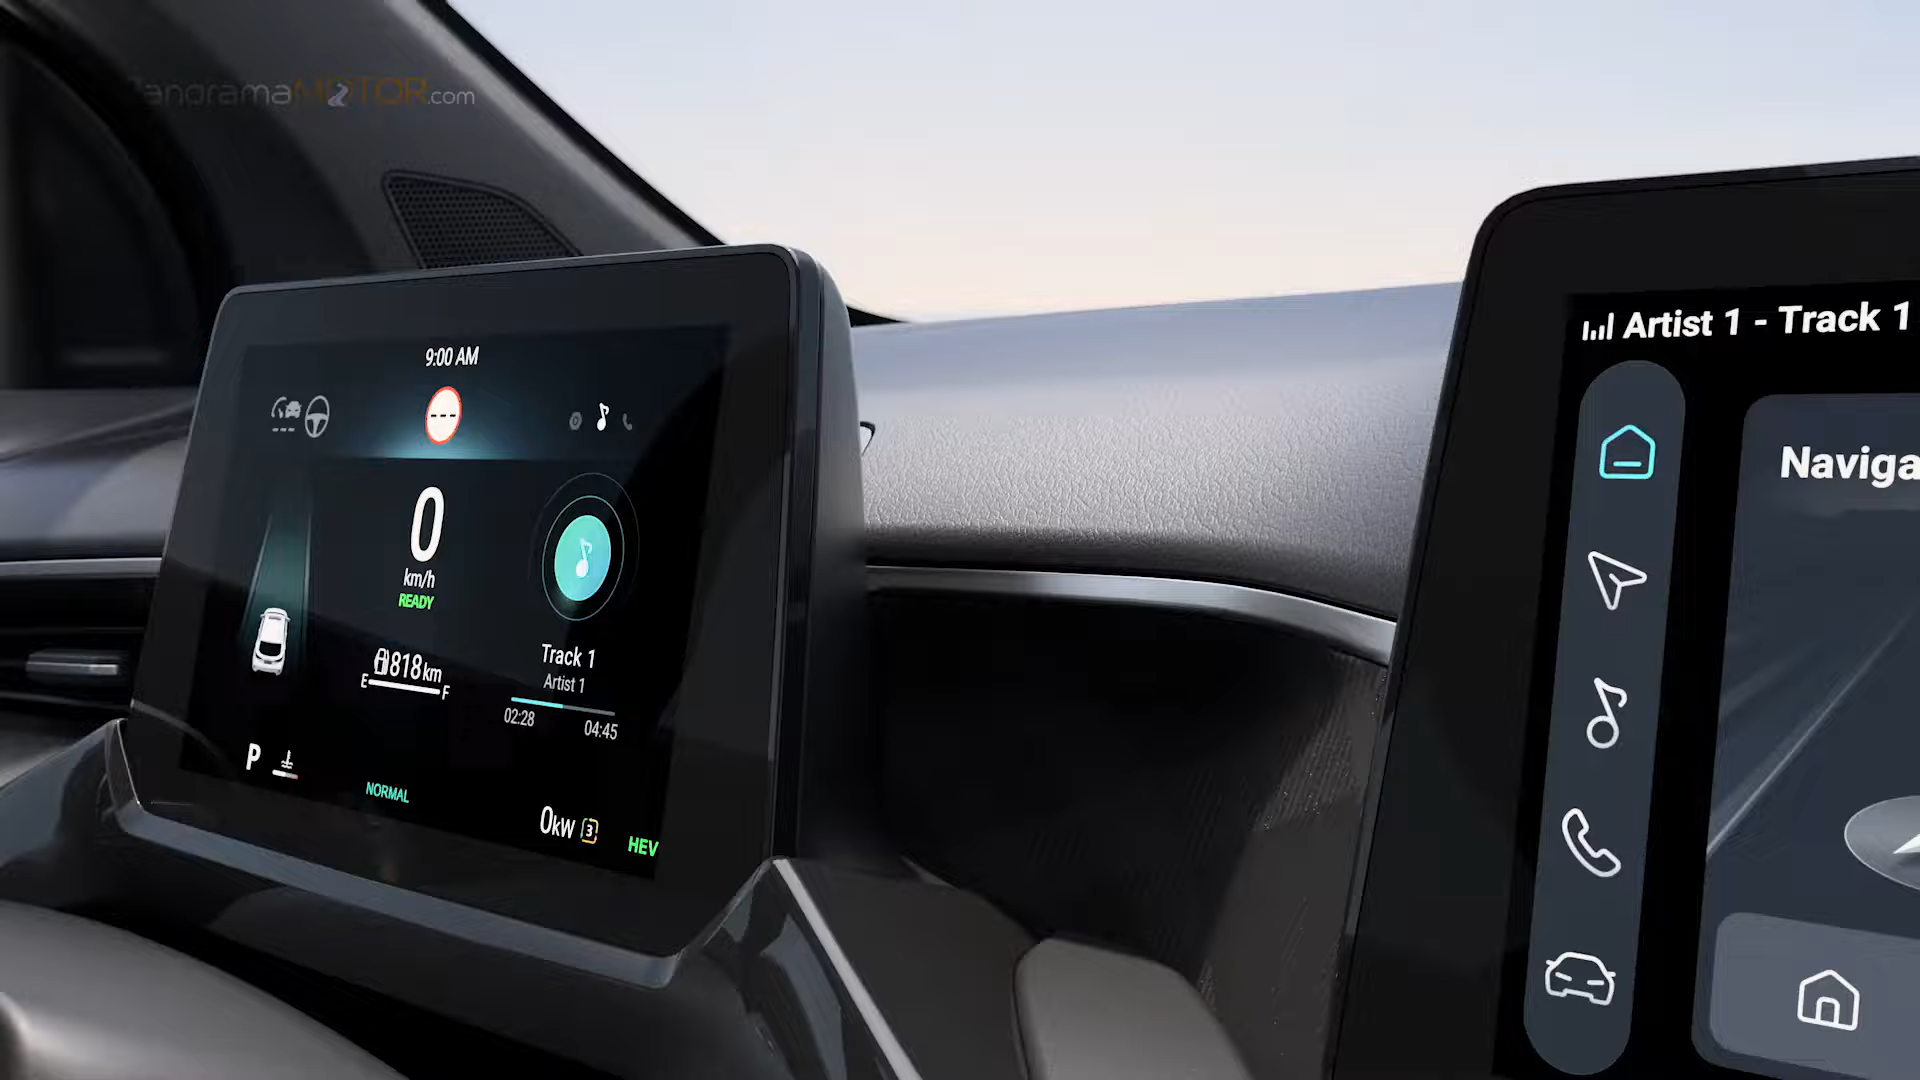 anoramaMOTOR.com
9:00 AM
0
km/h
READY
818km
E F
Track 1
Artist 1
02:28 04:45
P
NORMAL
0kW 3
HEV
Artist 1 - Track 1
Naviga